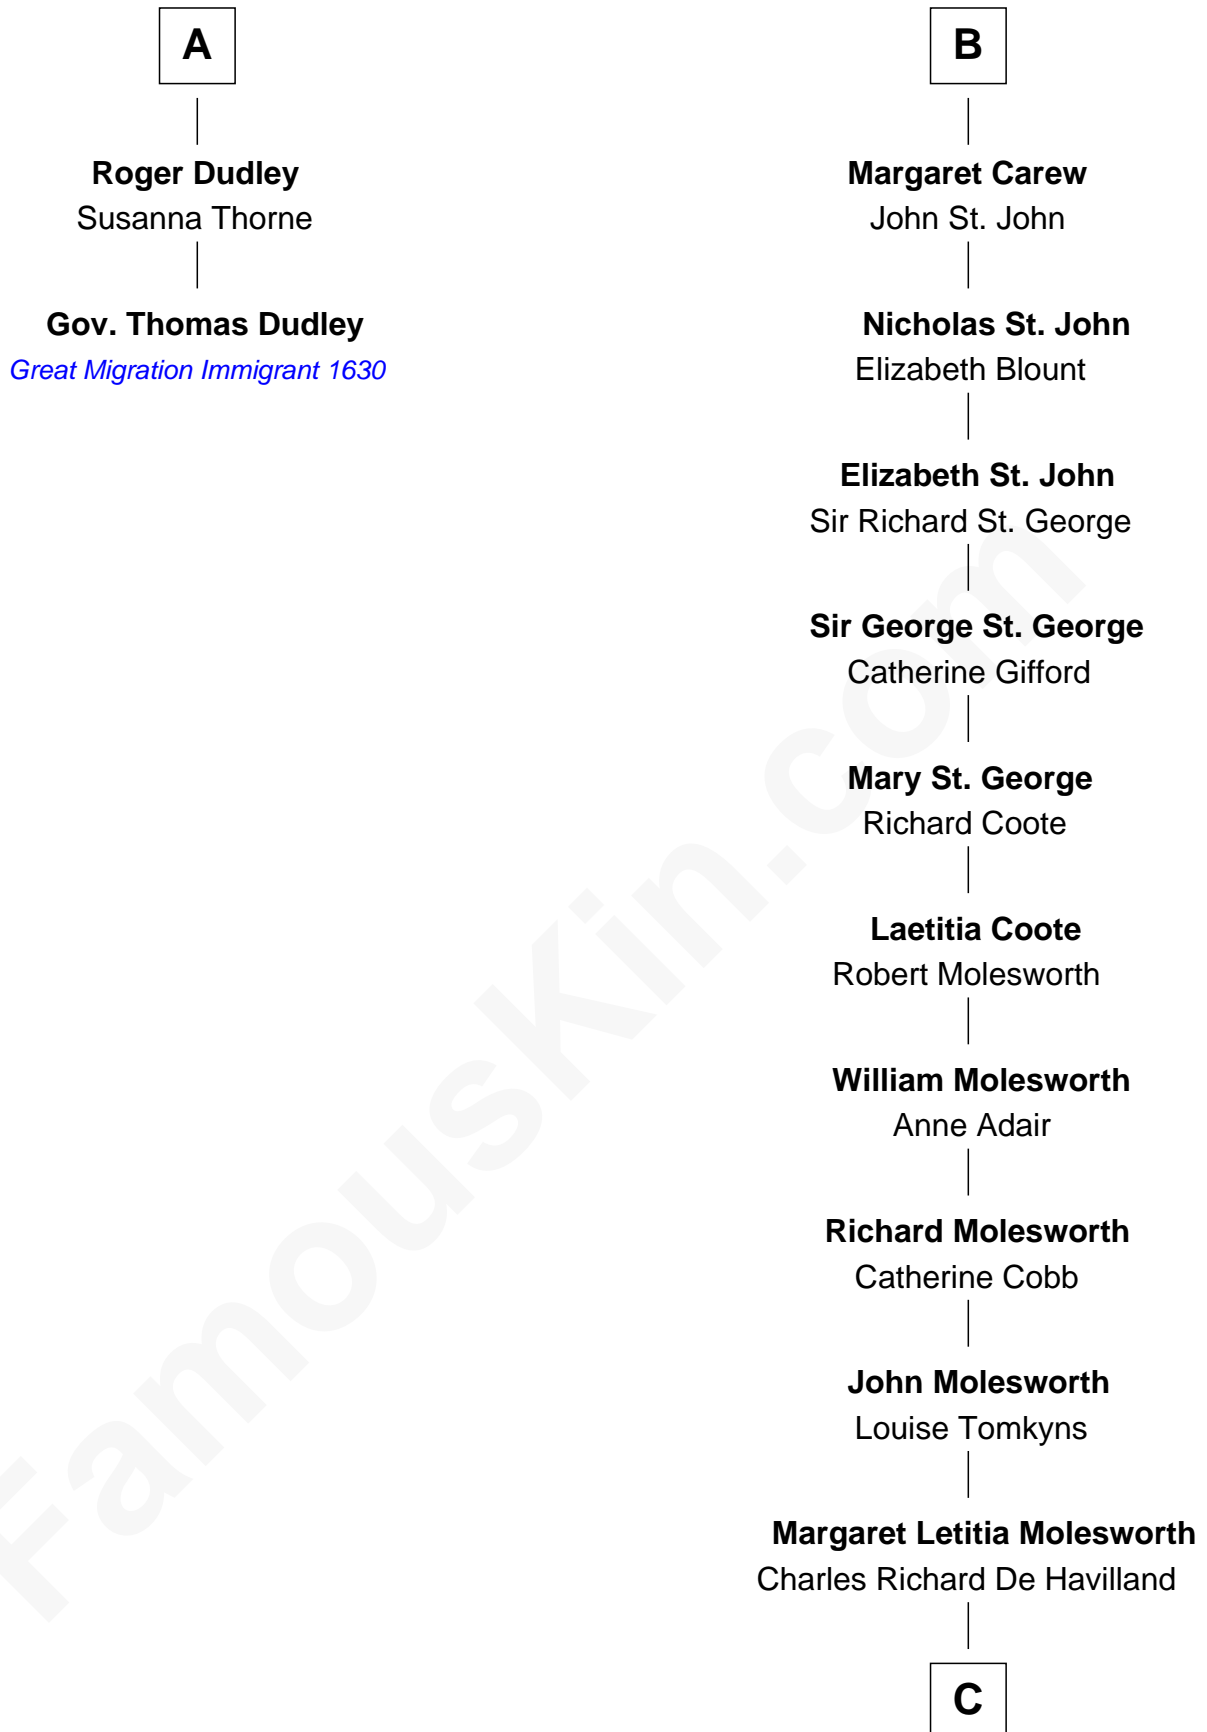 A
Roger Dudley
Susanna Thorne
Gov. Thomas Dudley
Great Migration Immigrant 1630
B
Margaret Carew
John St. John
Nicholas St. John
Elizabeth Blount
Elizabeth St. John
Sir Richard St. George
Sir George St. George
Catherine Gifford
Mary St. George
Richard Coote
Laetitia Coote
Robert Molesworth
William Molesworth
Anne Adair
Richard Molesworth
Catherine Cobb
John Molesworth
Louise Tomkyns
Margaret Letitia Molesworth
Charles Richard De Havilland
C
FamousKin.com